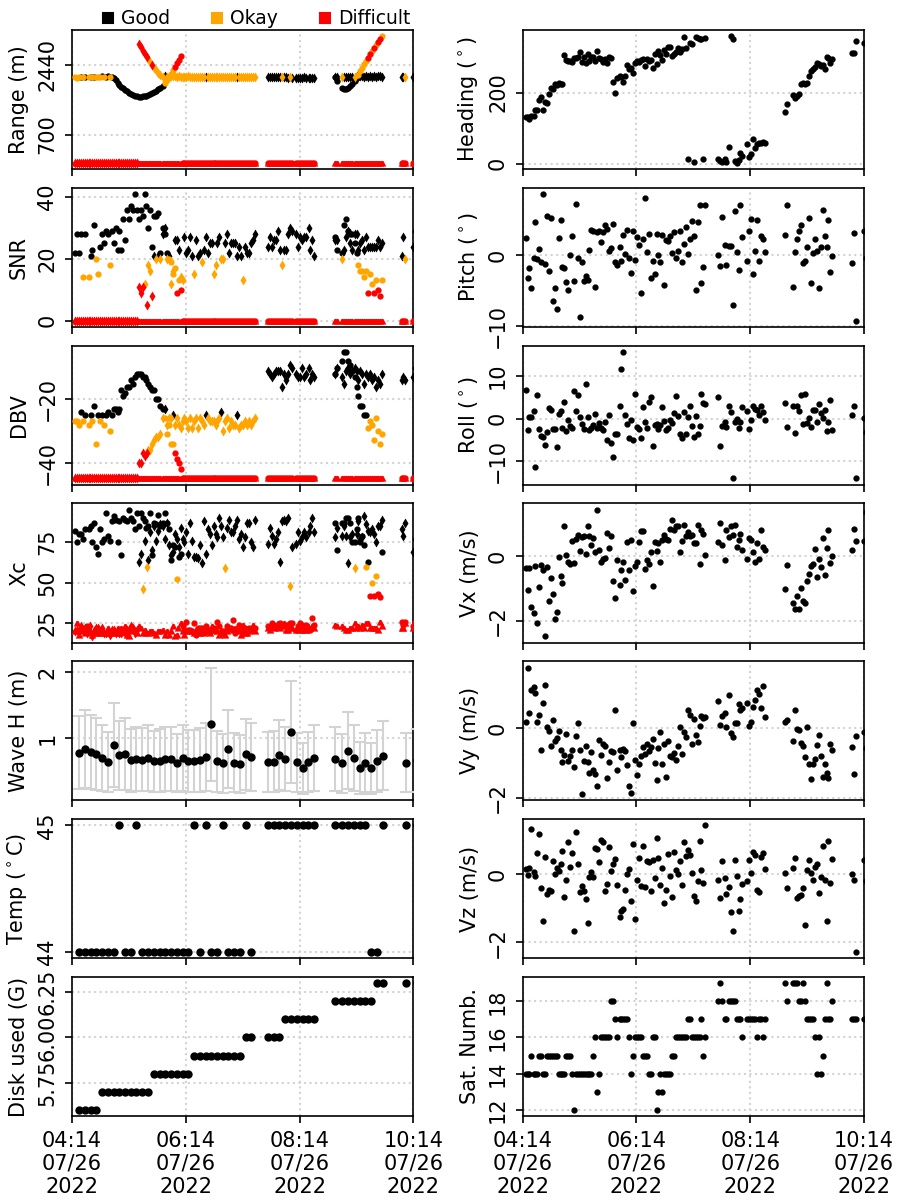 Good Okay Difficult
Range (m)
2440
700
Heading (°)
200
0
SNR
40
20
0
Pitch (°)
0
−10
DBV
−20
−40
Roll (°)
10
0
−10
Xc
75
50
25
Vx (m/s)
0
−2
Wave H (m)
2
1
Vy (m/s)
0
−2
Temp (°C)
45
44
Vz (m/s)
0
−2
Disk used (G)
6.25
6.00
5.75
Sat. Numb.
18
16
14
12
04:14 06:14 08:14 10:14
07/26 07/26 07/26 07/26
2022 2022 2022 2022
04:14 06:14 08:14 10:14
07/26 07/26 07/26 07/26
2022 2022 2022 2022